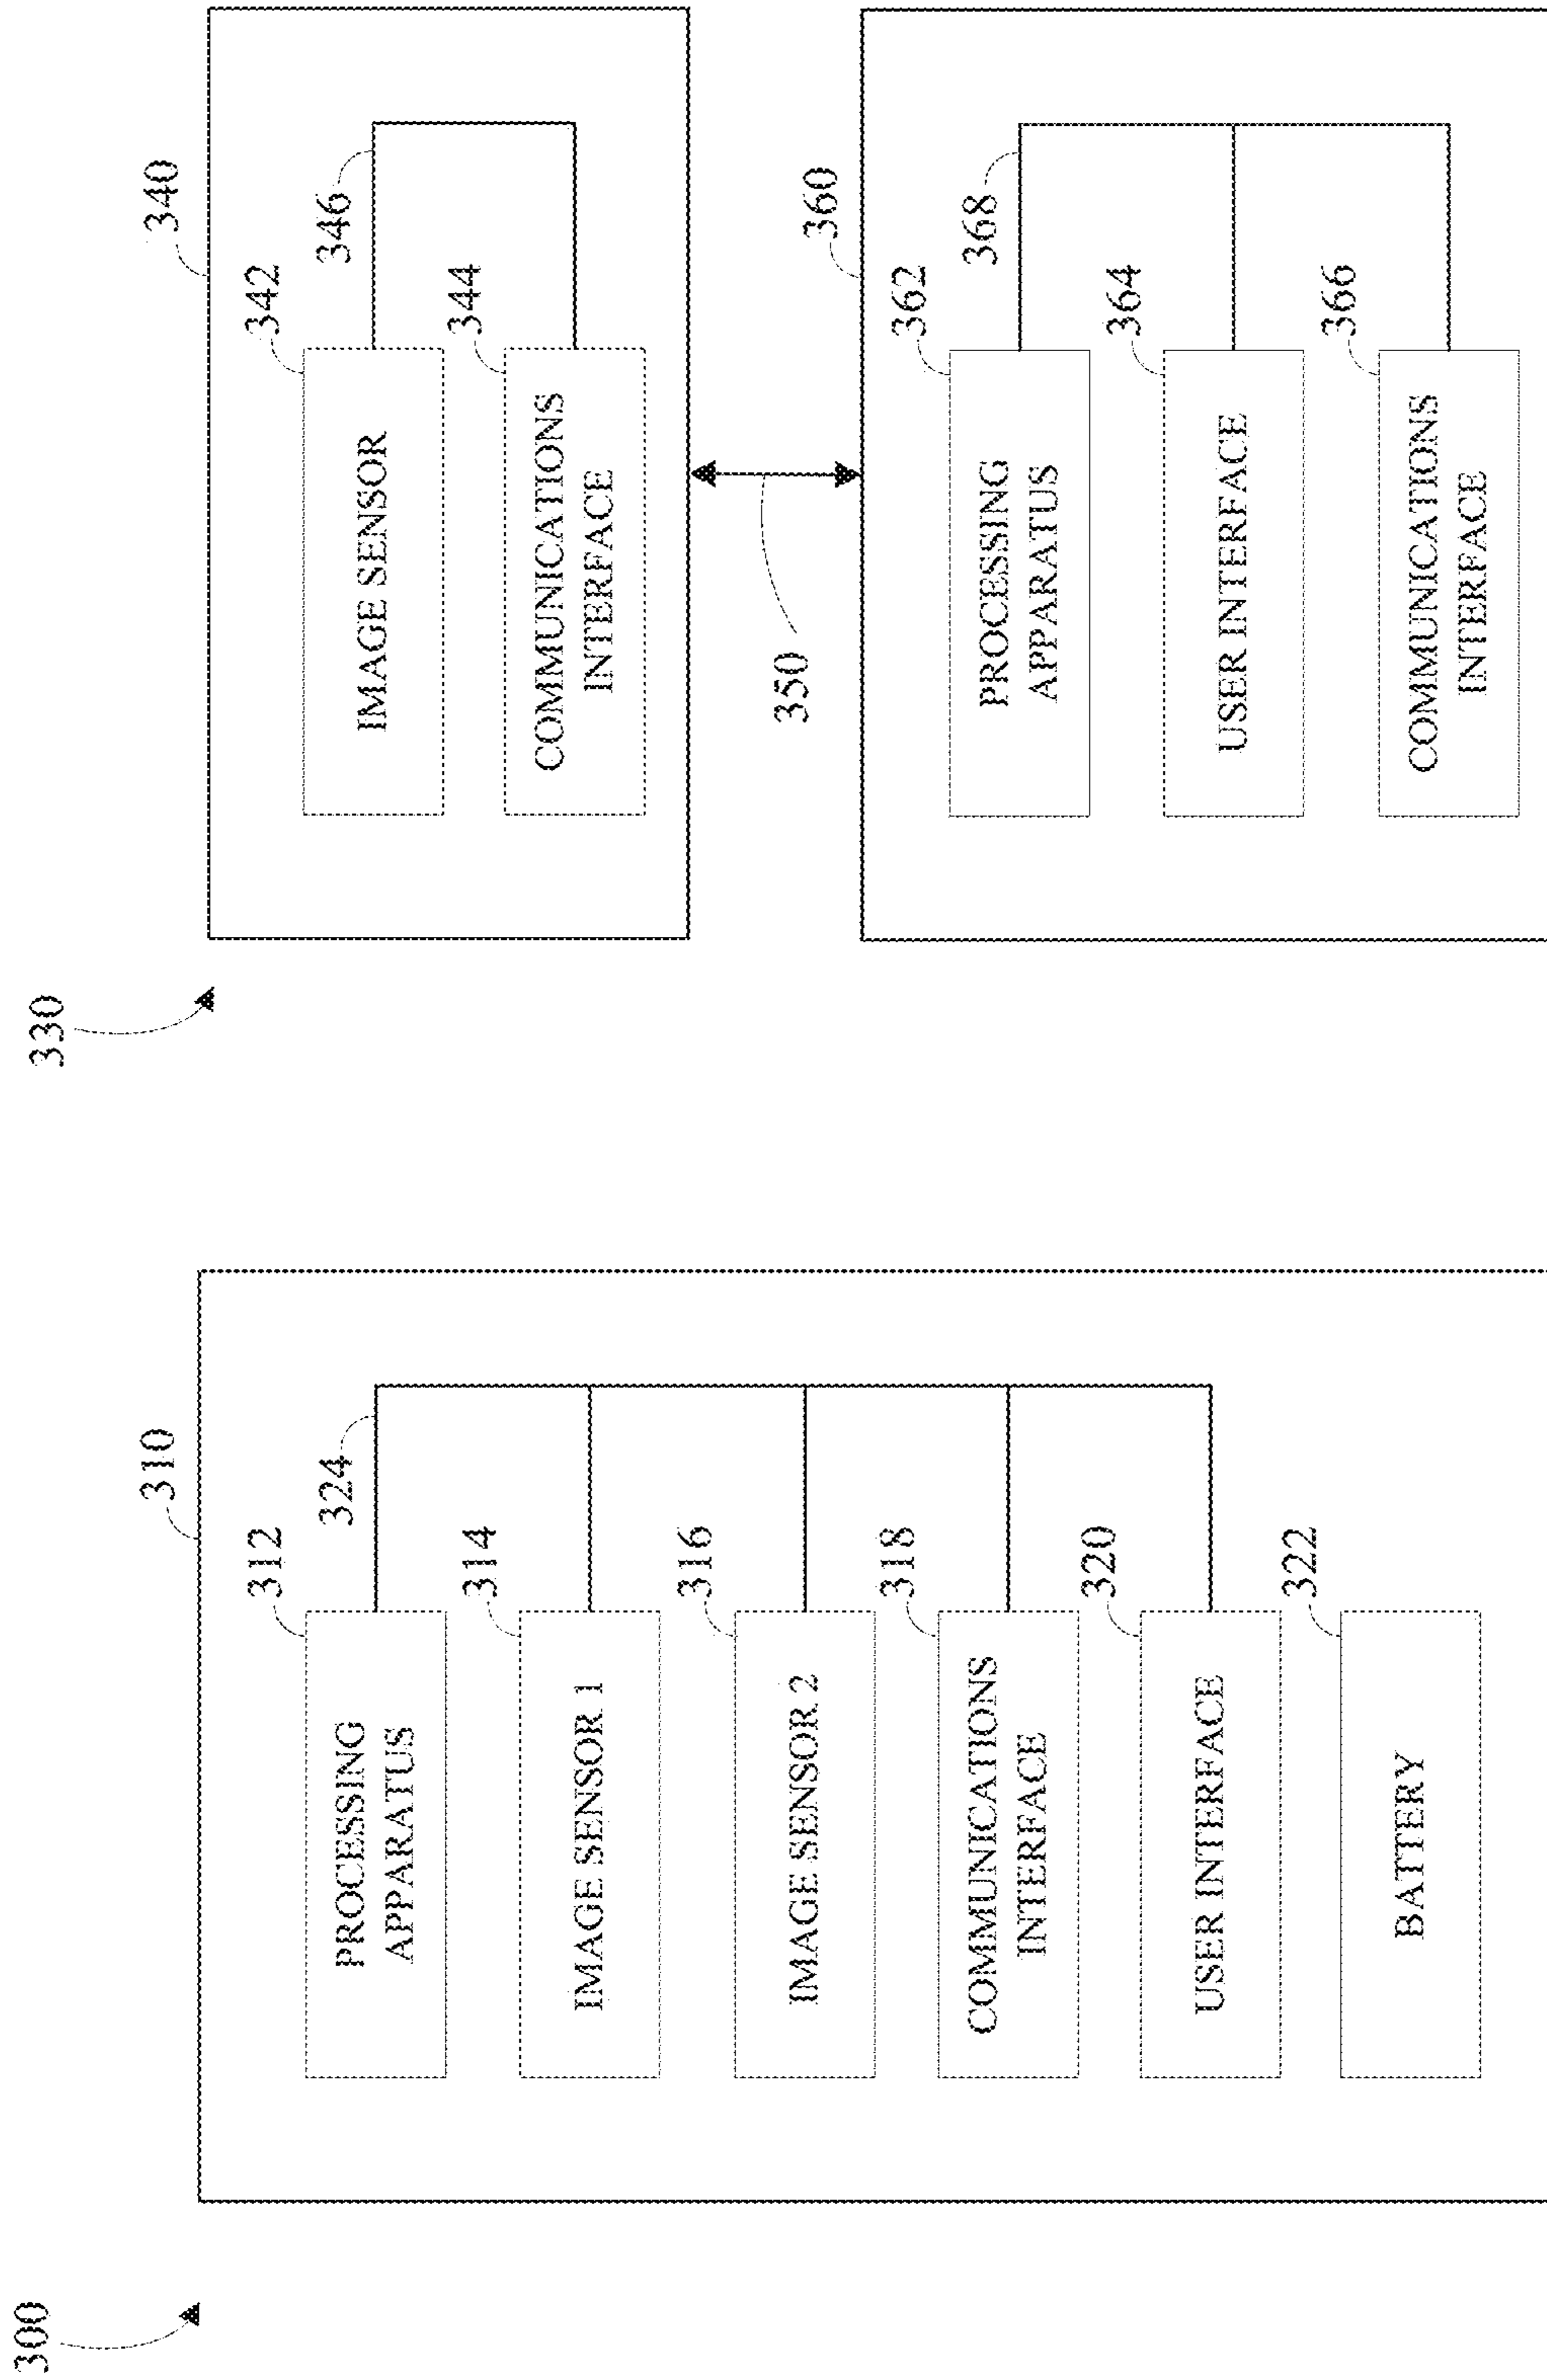 300
310
312
PROCESSING
APPARATUS
324
314
IMAGE SENSOR 1
316
IMAGE SENSOR 2
318
COMMUNICATIONS
INTERFACE
320
USER INTERFACE
322
BATTERY
330
340
342
IMAGE SENSOR
346
344
COMMUNICATIONS
INTERFACE
350
360
362
PROCESSING
APPARATUS
368
364
USER INTERFACE
366
COMMUNICATIONS
INTERFACE